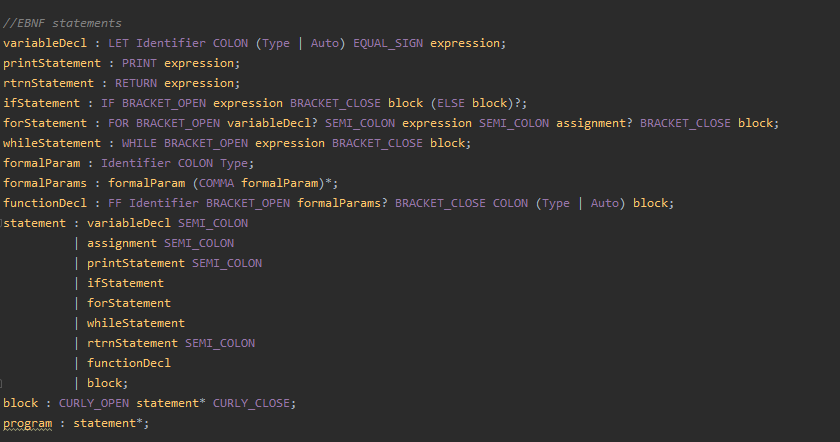 //EBNF statements
variableDecl : LET Identifier COLON (Type | Auto) EQUAL_SIGN expression;
printStatement : PRINT expression;
rtrnStatement : RETURN expression;
ifStatement : IF BRACKET_OPEN expression BRACKET_CLOSE block (ELSE block)?;
forStatement : FOR BRACKET_OPEN variableDecl? SEMI_COLON expression SEMI_COLON assignment? BRACKET_CLOSE block;
whileStatement : WHILE BRACKET_OPEN expression BRACKET_CLOSE block;
formalParam : Identifier COLON Type;
formalParams : formalParam (COMMA formalParam)*;
functionDecl : FF Identifier BRACKET_OPEN formalParams? BRACKET_CLOSE COLON (Type | Auto) block;
statement : variableDecl SEMI_COLON
| assignment SEMI_COLON
| printStatement SEMI_COLON
| ifStatement
| forStatement
| whileStatement
| rtrnStatement SEMI_COLON
| functionDecl
| block;
block : CURLY_OPEN statement* CURLY_CLOSE;
program : statement*;